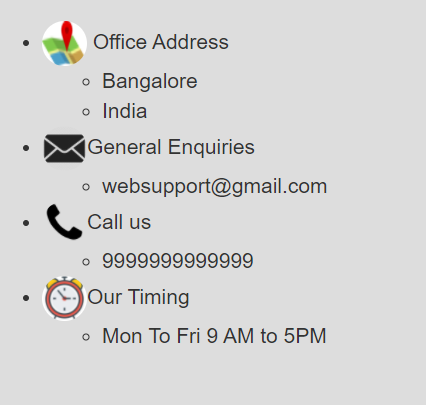 Office Address
Bangalore
India
General Enquiries
websupport@gmail.com
Call us
9999999999999
Our Timing
Mon To Fri 9 AM to 5PM